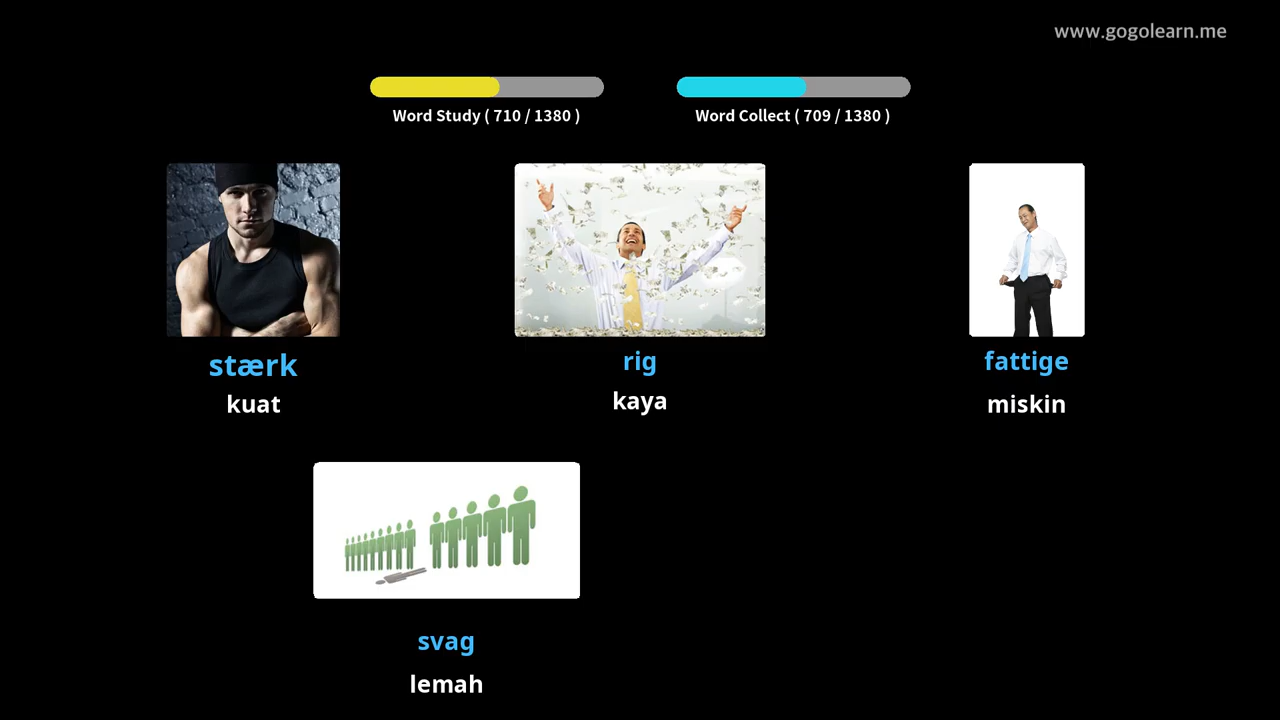 www.gogolearn.me
Word Study ( 710 / 1380 )
Word Collect ( 709 / 1380 )
stærk
kuat
rig
kaya
fattige
miskin
svag
lemah